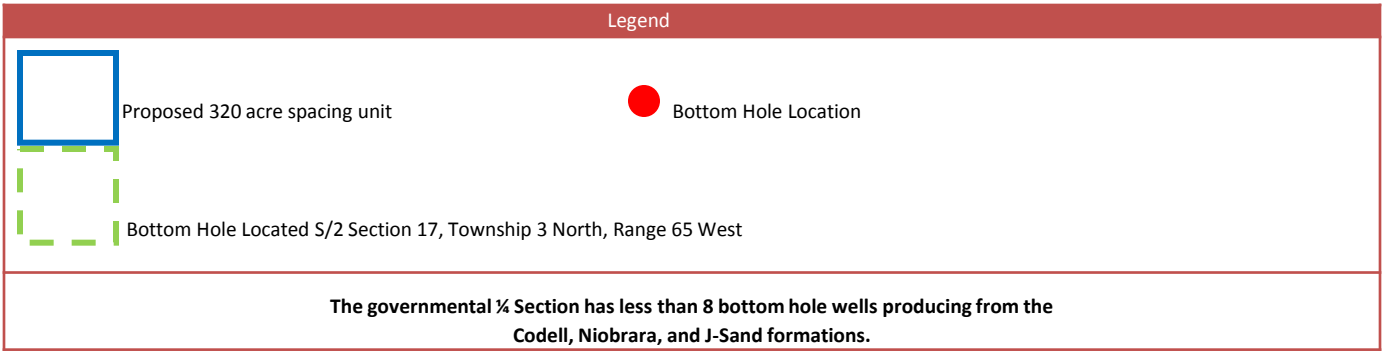 Legend
Proposed 320 acre spacing unit
Bottom Hole Location
Bottom Hole Located S/2 Section 17, Township 3 North, Range 65 West
The governmental ¼ Section has less than 8 bottom hole wells producing from the
Codell, Niobrara, and J-Sand formations.